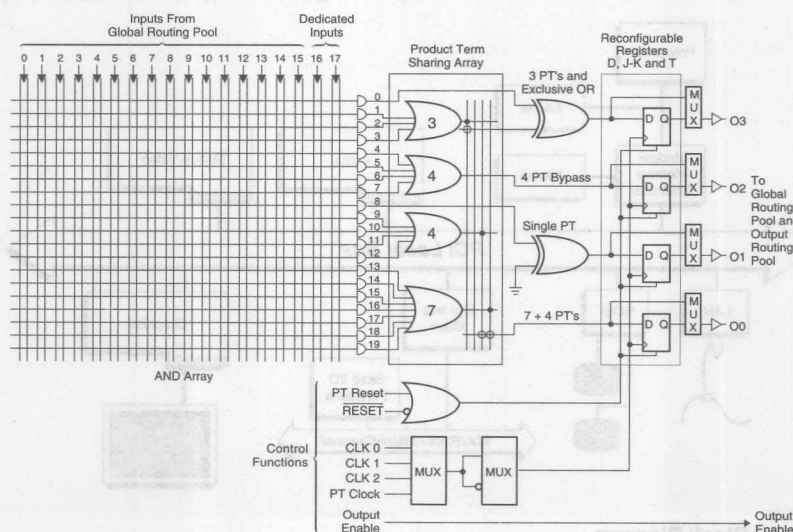 Inputs From
Global Routing Pool
Dedicated
Inputs
0 1 2 3 4 5 6 7 8 9 10 11 12 13 14 15 16 17
Product Term
Sharing Array
Reconfigurable
Registers
D, J-K and T
3 PT's and
Exclusive OR
0
1
2
3
4
5
6
7
8
9
10
11
12
13
14
15
16
17
18
19
3
4
4
7
4 PT Bypass
Single PT
7 + 4 PT's
D Q
D Q
D Q
D Q
MUX
MUX
MUX
MUX
O3
O2
O1
O0
To
Global
Routing
Pool and
Output
Routing
Pool
AND Array
Control
Functions
PT Reset
RESET
CLK 0
CLK 1
CLK 2
PT Clock
MUX
MUX
Output
Enable
Output
Enable